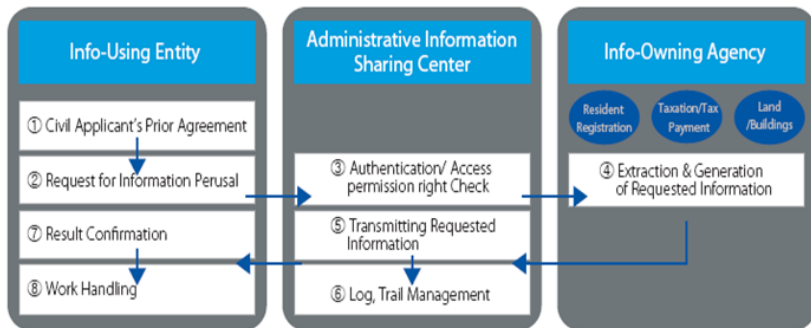 Info-Using Entity
① Civil Applicant's Prior Agreement
② Request for Information Perusal
⑦ Result Confirmation
⑧ Work Handling
Administrative Information
Sharing Center
③ Authentication/ Access
permission right Check
⑤ Transmitting Requested
Information
⑥ Log, Trail Management
Info-Owning Agency
Resident
Registration
Taxation/Tax
Payment
Land
/Buildings
④ Extraction & Generation
of Requested Information